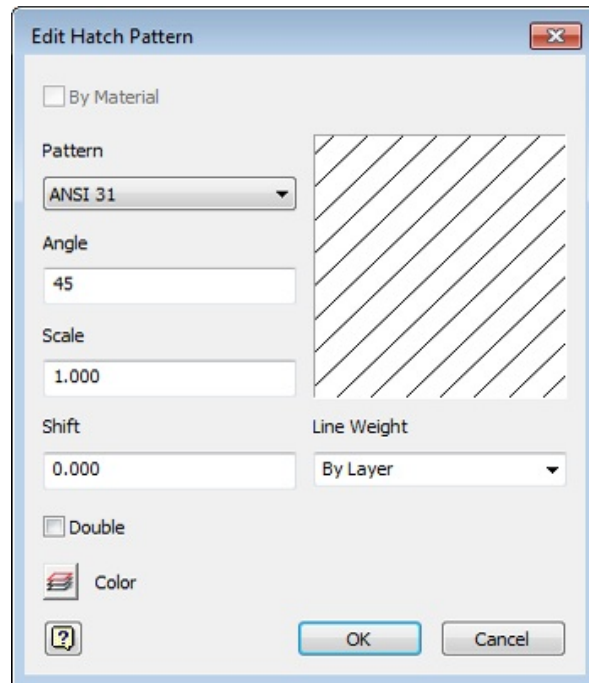 Edit Hatch Pattern
By Material
Pattern
ANSI 31
Angle
45
Scale
1.000
Shift
Line Weight
0.000
By Layer
Double
Color
?
OK
Cancel